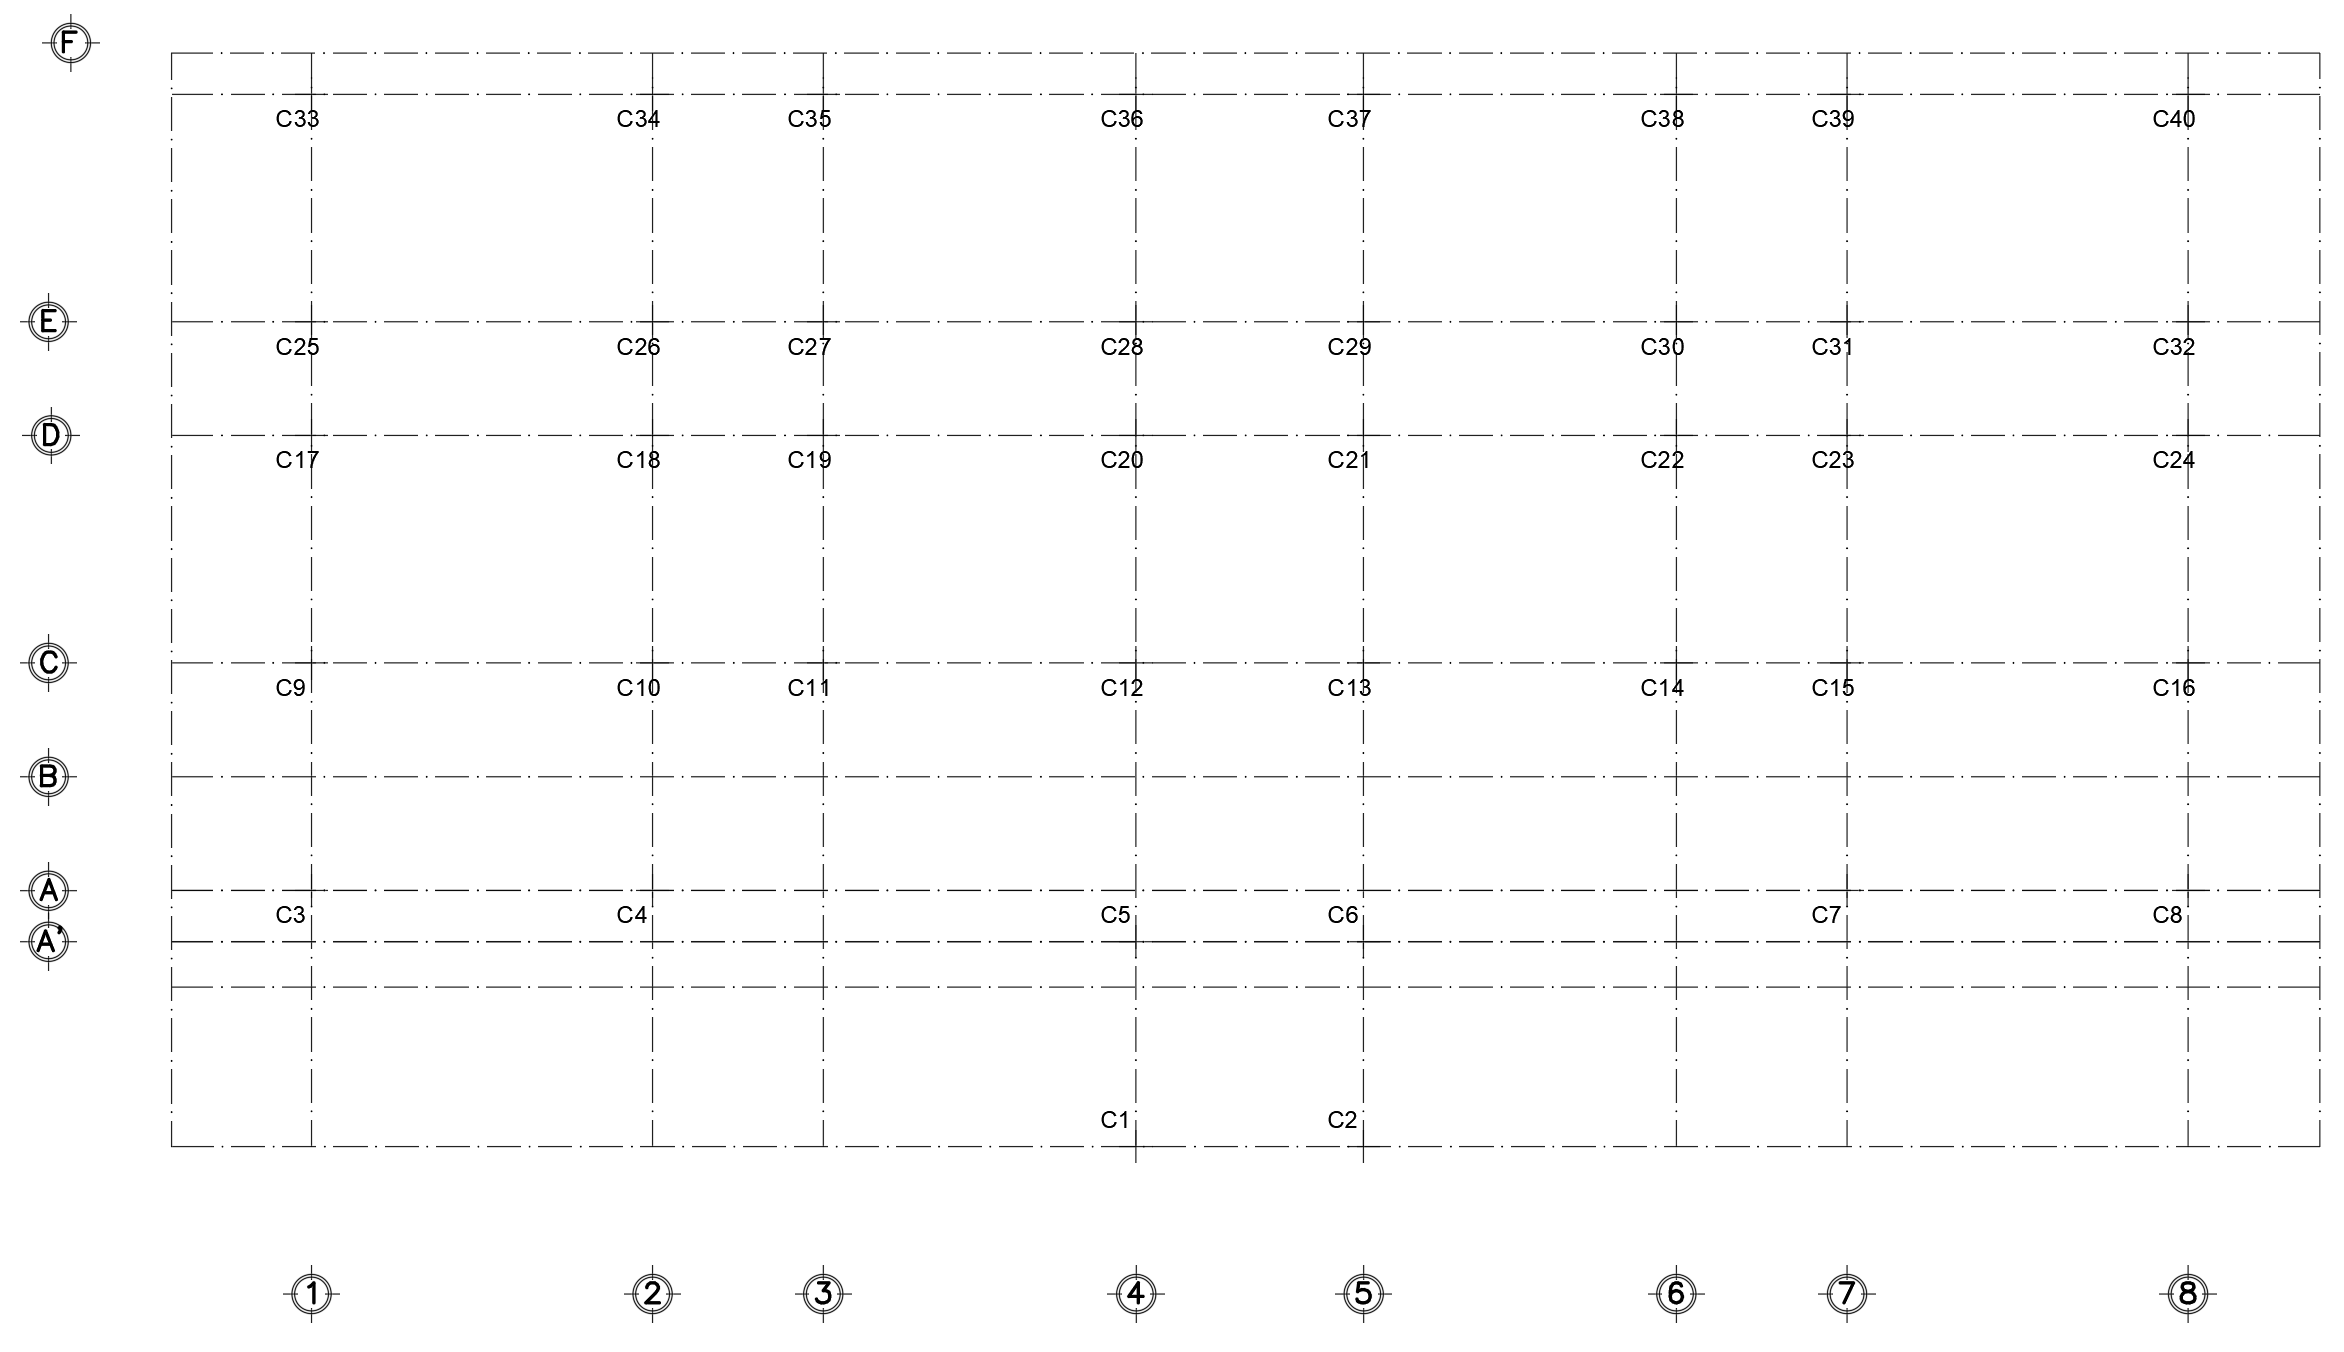 F
C33 C34 C35 C36 C37 C38 C39 C40
E
C25 C26 C27 C28 C29 C30 C31 C32
D
C17 C18 C19 C20 C21 C22 C23 C24
C
C9 C10 C11 C12 C13 C14 C15 C16
B
A
C3 C4 C5 C6 C7 C8
A'
C1 C2
1 2 3 4 5 6 7 8